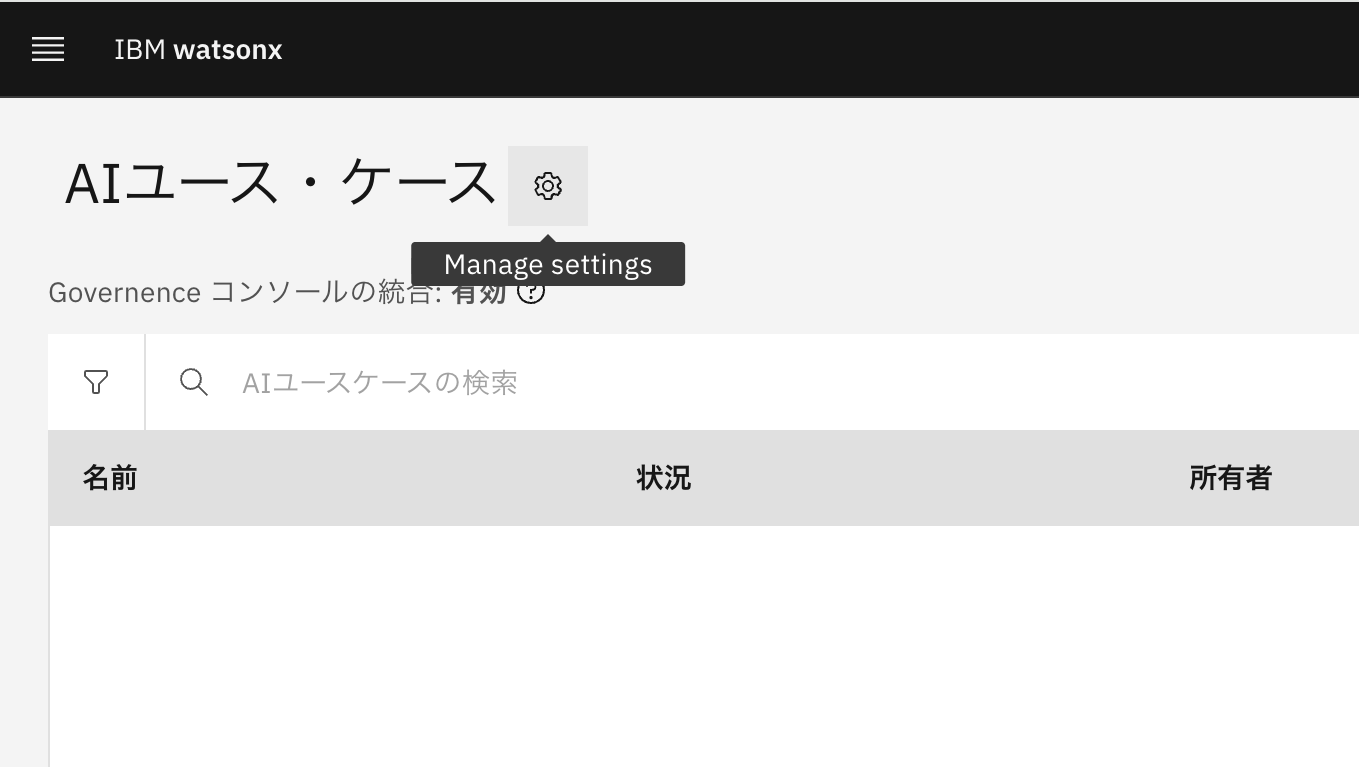 IBM watsonx
AIユース・ケース
Manage settings
Governence コンソールの統合: 有効
AIユースケースの検索
名前 状況 所有者